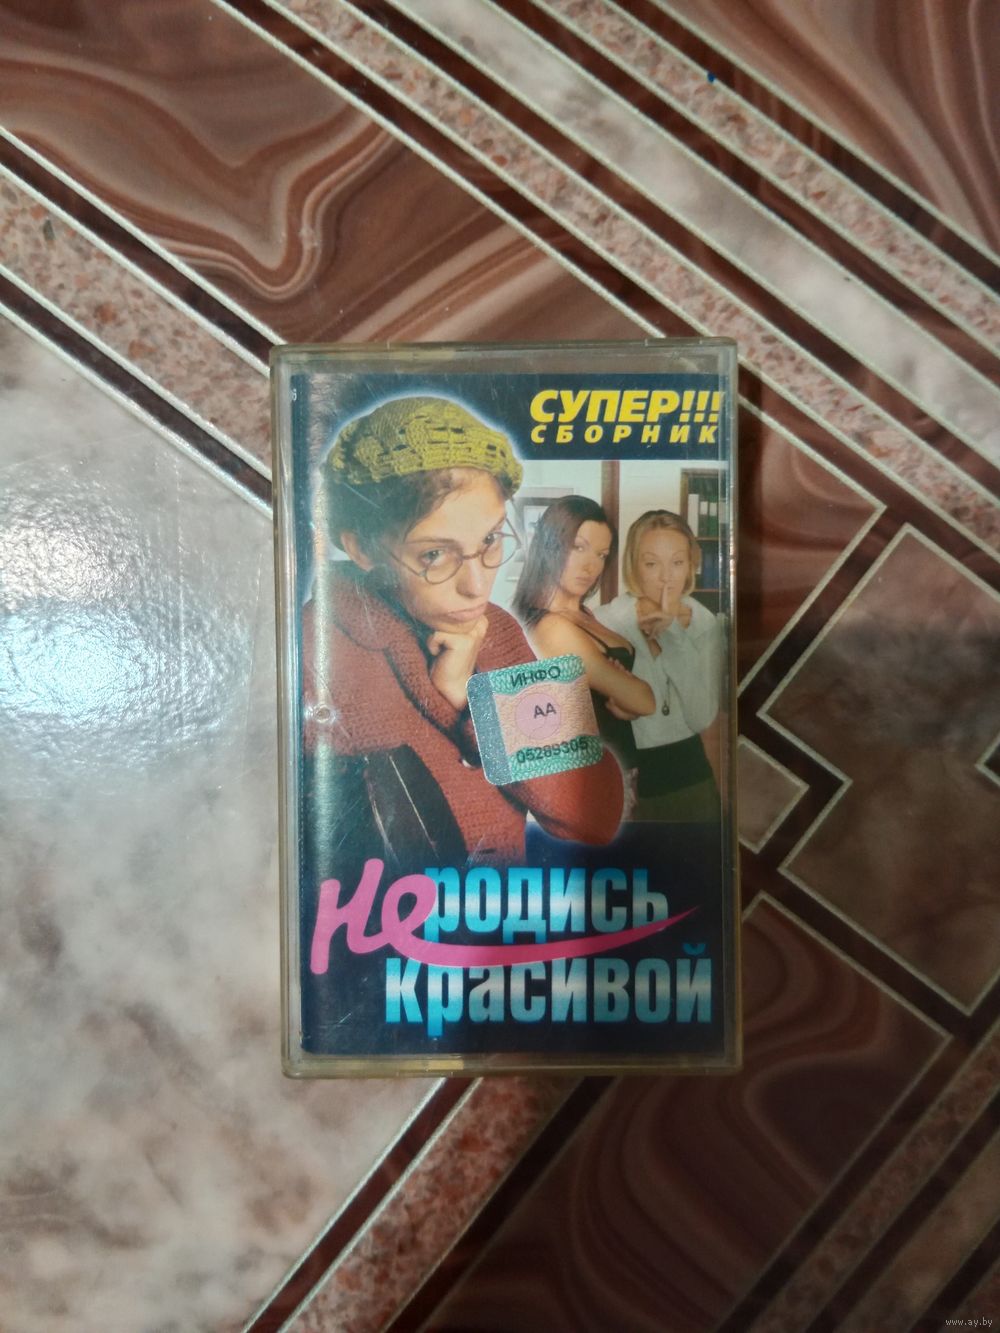 СУПЕР!!!
СБОРНИК
ИНФО
АА
05289305
Не родись
красивой
www.ay.by